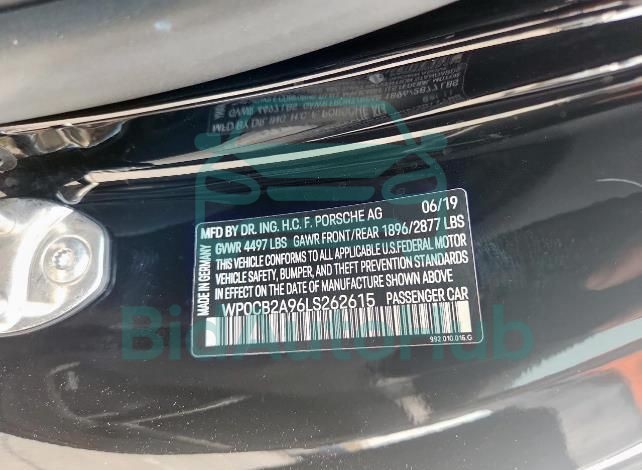 MFD BY DR. ING. H.C. F. PORSCHE AG 06/19
GVWR 4497 LBS GAWR FRONT/REAR 1896/2877 LBS
THIS VEHICLE CONFORMS TO ALL APPLICABLE U.S.FEDERAL MOTOR
VEHICLE SAFETY, BUMPER, AND THEFT PREVENTION STANDARDS
IN EFFECT ON THE DATE OF MANUFACTURE SHOWN ABOVE.
WP0CB2A96LS262615 PASSENGER CAR
992.010.016.G
MADE IN GERMANY
BidAutoHub